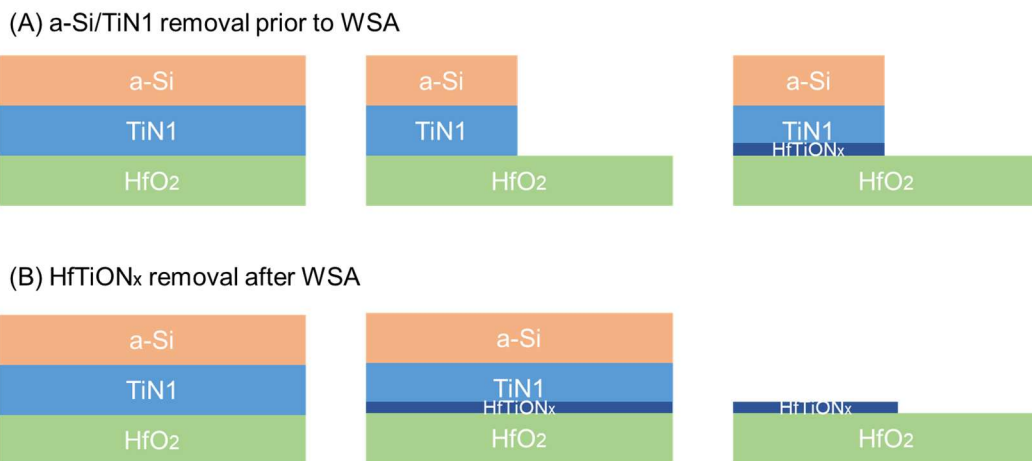 (A) a-Si/TiN1 removal prior to WSA
a-Si a-Si a-Si
TiN1 TiN1 TiN1
HfTiONx
HfO2 HfO2 HfO2
(B) HfTiONx removal after WSA
a-Si a-Si
TiN1 TiN1
HfTiONx HfTiONx
HfO2 HfO2 HfO2